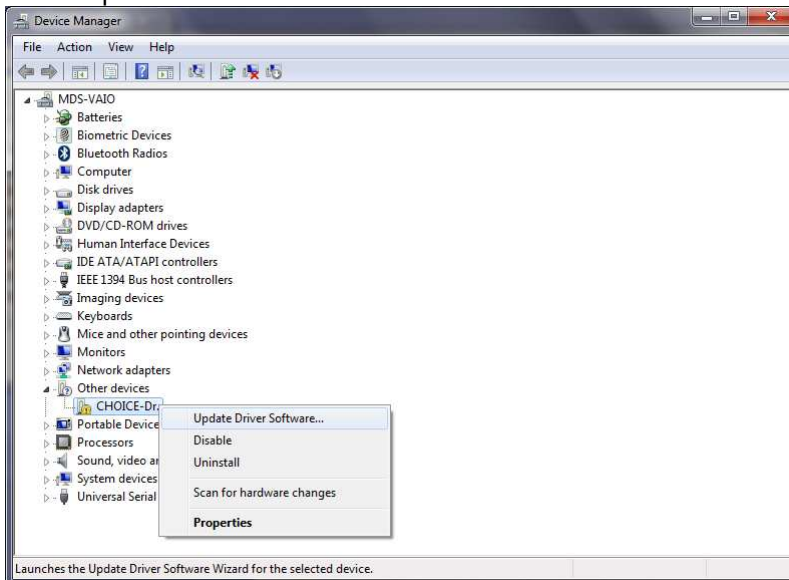 Device Manager
File Action View Help
MDS-VAIO
Batteries
Biometric Devices
Bluetooth Radios
Computer
Disk drives
Display adapters
DVD/CD-ROM drives
Human Interface Devices
IDE ATA/ATAPI controllers
IEEE 1394 Bus host controllers
Imaging devices
Keyboards
Mice and other pointing devices
Monitors
Network adapters
Other devices
CHOICE-Dr.
Portable Device
Processors
Sound, video ar
System devices
Universal Serial
Update Driver Software...
Disable
Uninstall
Scan for hardware changes
Properties
Launches the Update Driver Software Wizard for the selected device.